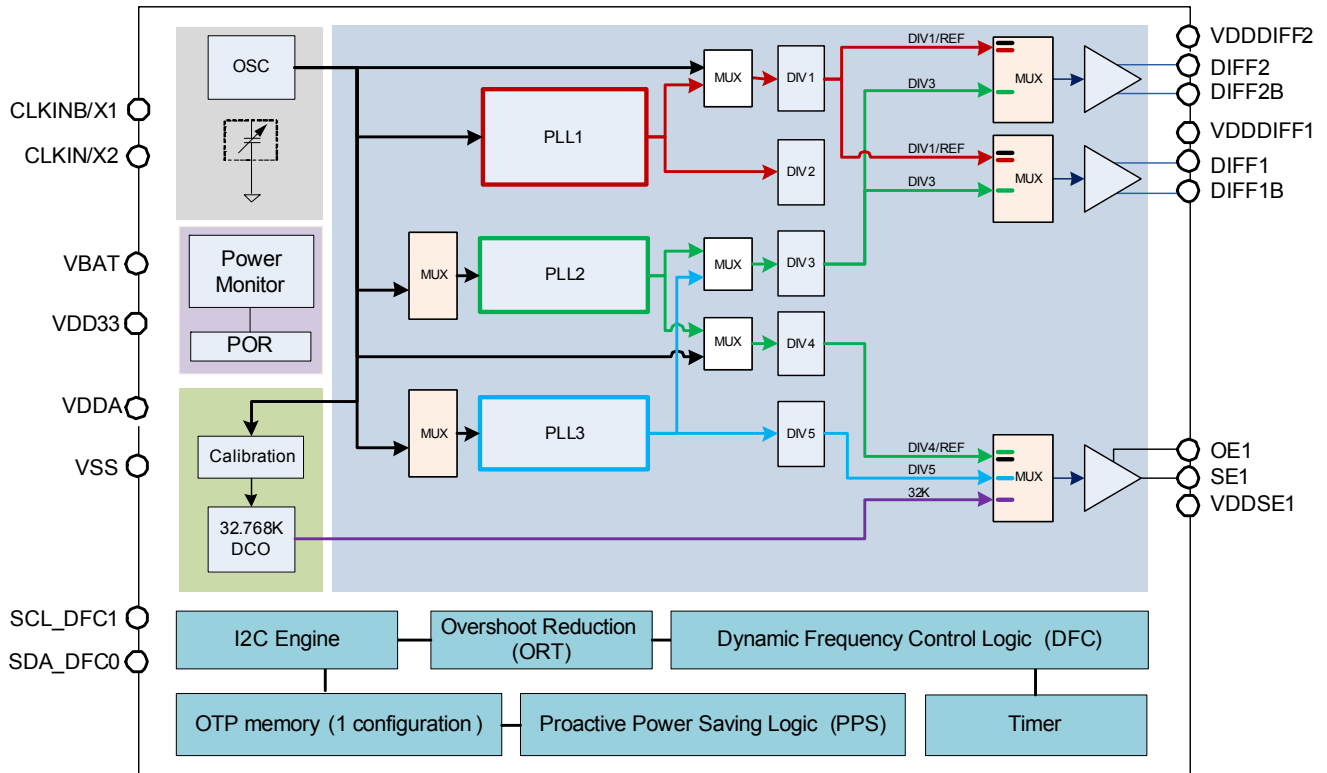 CLKINB/X1
CLKIN/X2
VBAT
VDD33
VDDA
VSS
SCL_DFC1
SDA_DFC0
OSC
Power
Monitor
POR
Calibration
32.768K
DCO
MUX
MUX
PLL1
PLL2
PLL3
MUX
MUX
MUX
DIV1
DIV2
DIV3
DIV4
DIV5
DIV1/REF
DIV3
DIV1/REF
DIV3
DIV4/REF
DIV5
32K
MUX
MUX
MUX
VDDDIFF2
DIFF2
DIFF2B
VDDDIFF1
DIFF1
DIFF1B
OE1
SE1
VDDSE1
I2C Engine
Overshoot Reduction
(ORT)
Dynamic Frequency Control Logic (DFC)
OTP memory (1 configuration )
Proactive Power Saving Logic (PPS)
Timer